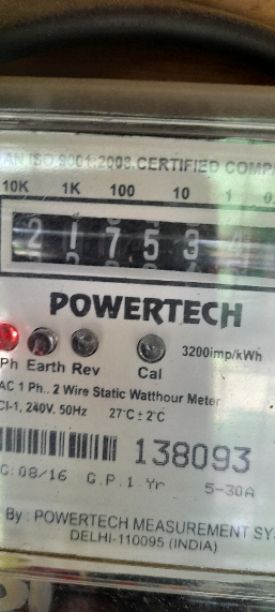 AN ISO 9001:2008 CERTIFIED COMP
10K 1K 100 10 1
2 1 7 5 3
POWERTECH
3200imp/kWh
Ph Earth Rev Cal
AC 1 Ph.. 2 Wire Static Watthour Meter
CI-1, 240V. 50Hz 27°C ± 2°C
138093
G: 08/16 G.P.1 Yr 5-30A
By : POWERTECH MEASUREMENT SY
DELHI-110095 (INDIA)